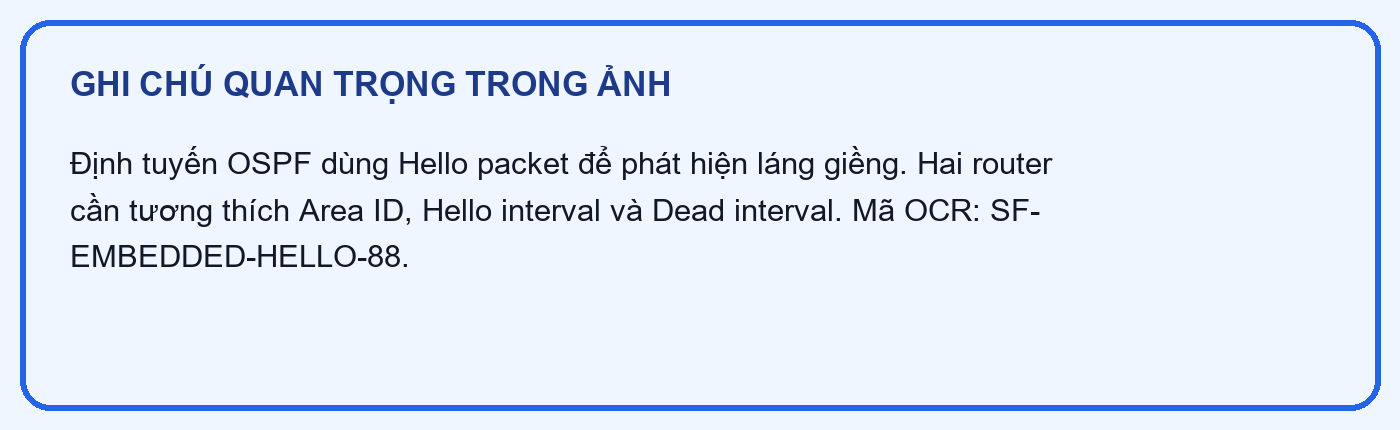 GHI CHÚ QUAN TRỌNG TRONG ẢNH
Định tuyến OSPF dùng Hello packet để phát hiện láng giềng. Hai router
cần tương thích Area ID, Hello interval và Dead interval. Mã OCR: SF-
EMBEDDED-HELLO-88.